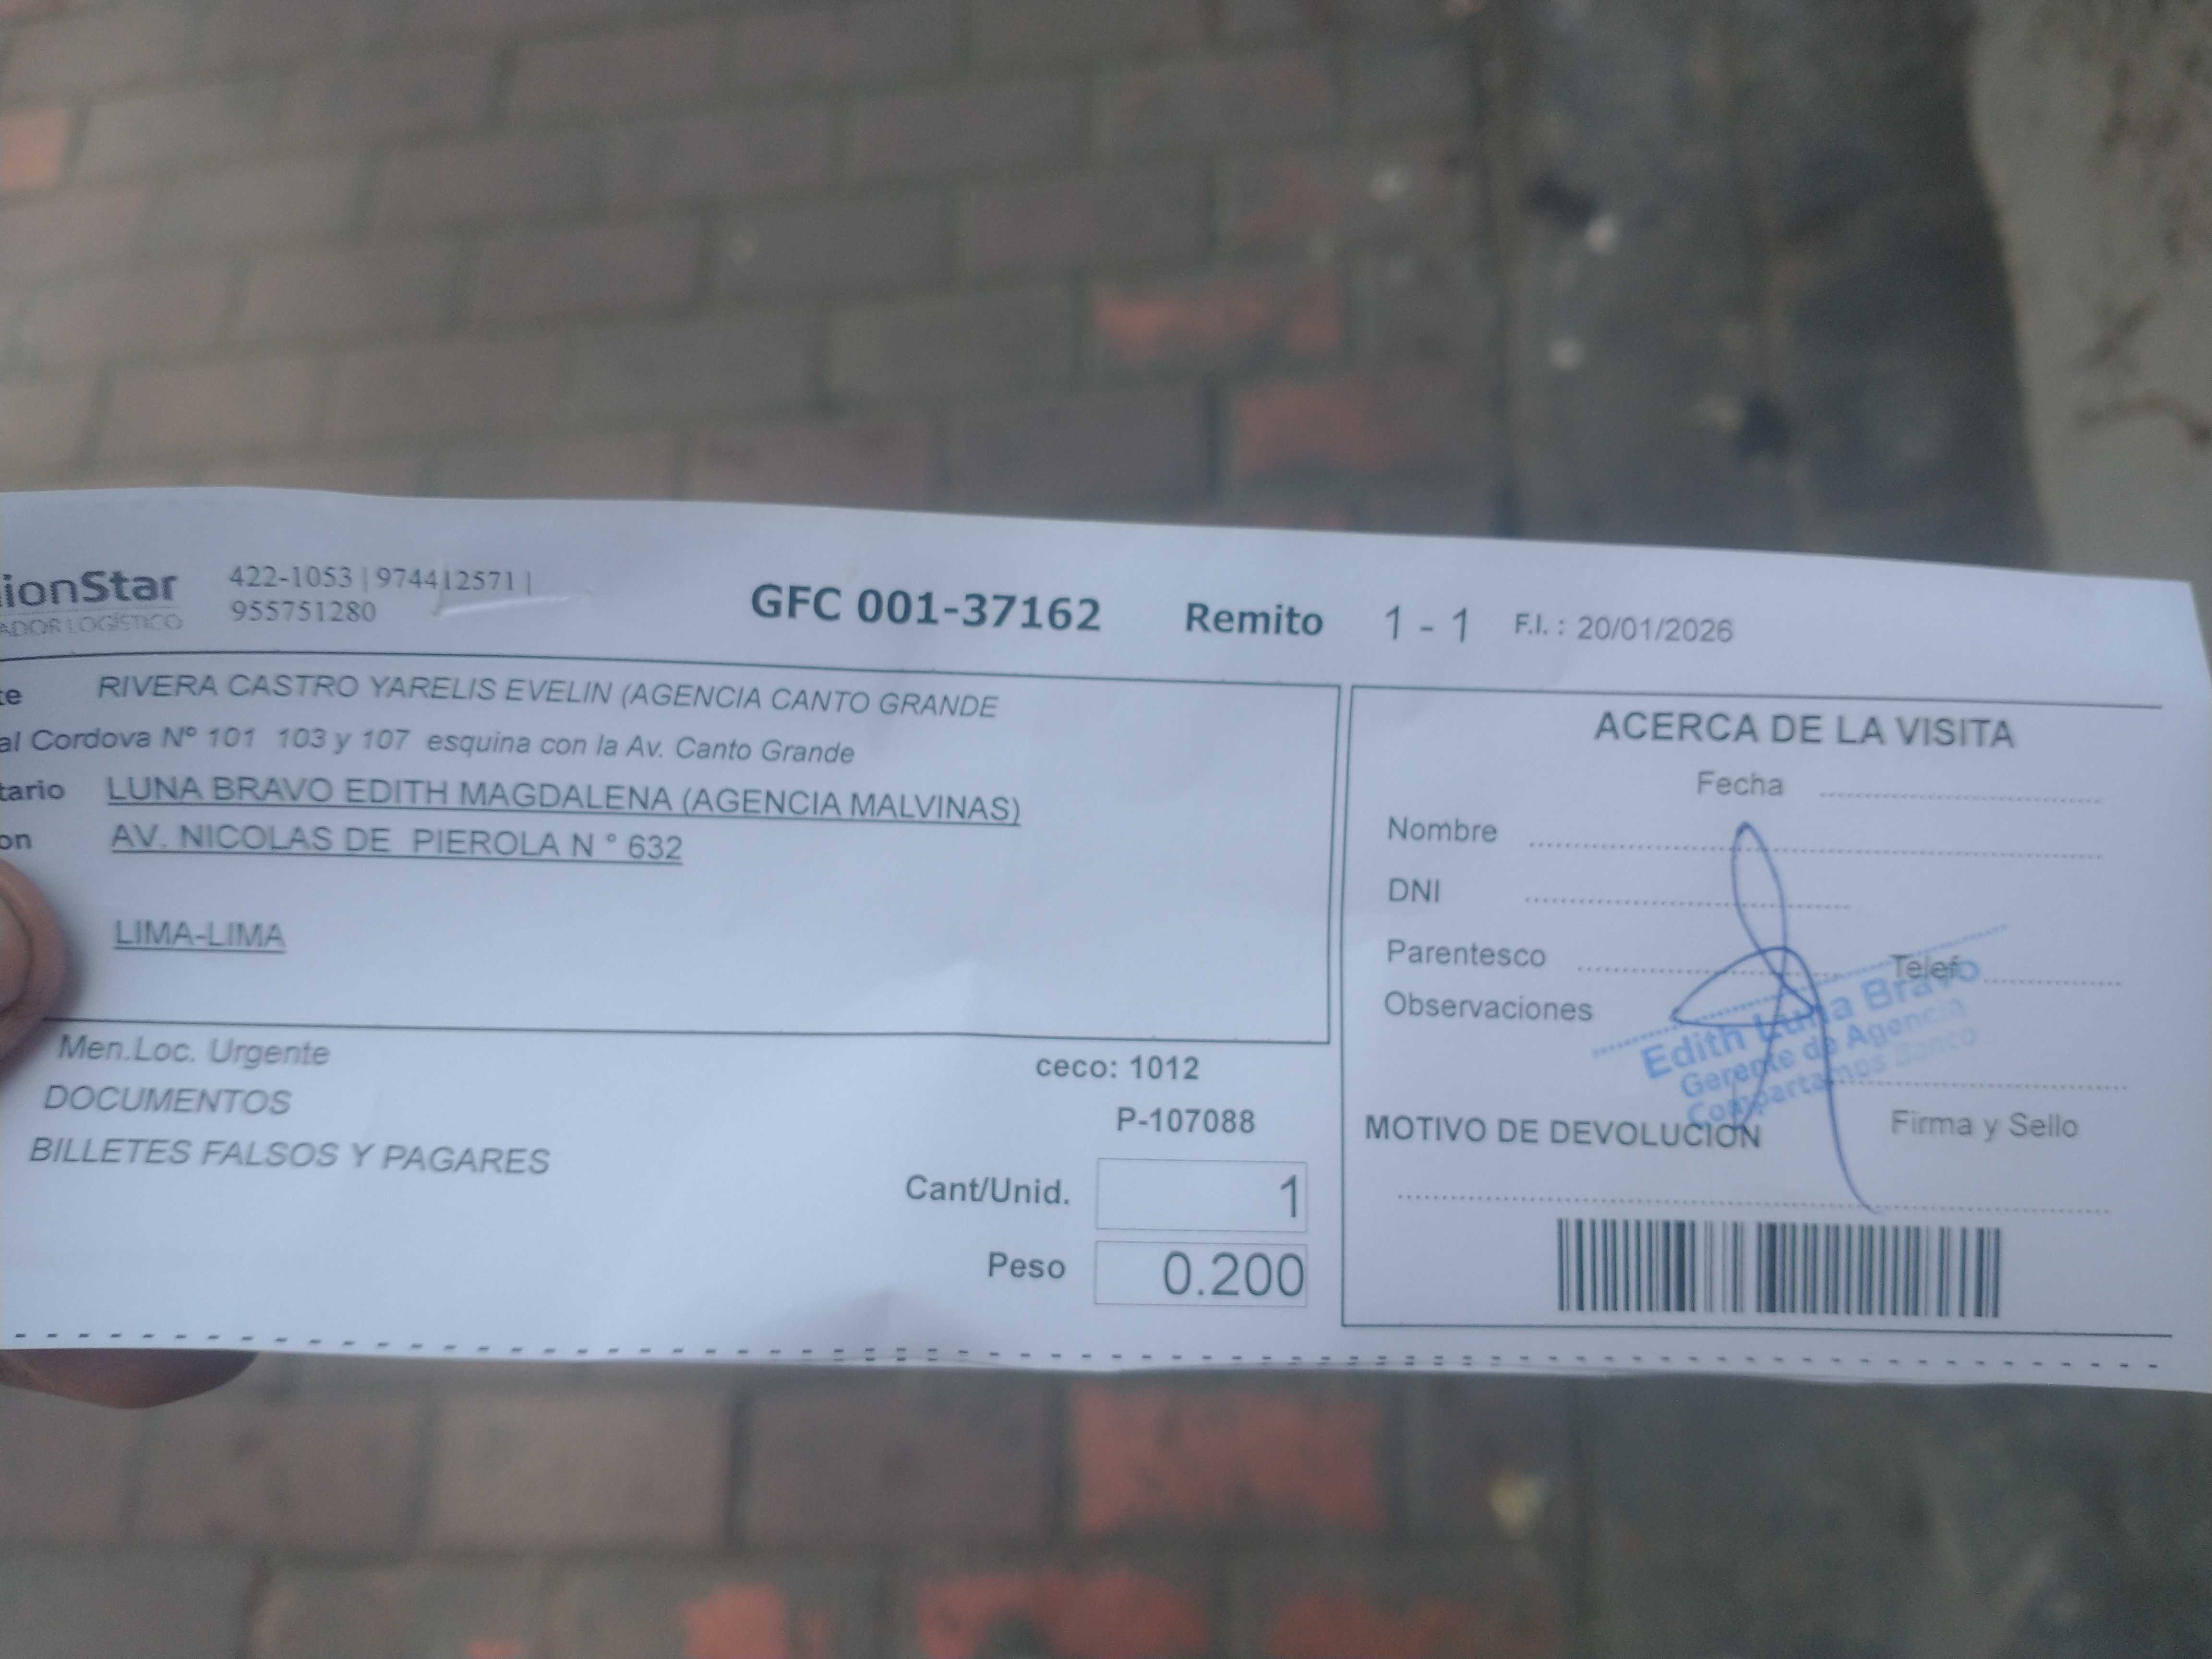 ionStar
ADOR LOGÍSTICO
422-1053 | 974412571 |
955751280
GFC 001-37162 Remito 1 - 1 F.I. : 20/01/2026
te RIVERA CASTRO YARELIS EVELIN (AGENCIA CANTO GRANDE
al Cordova Nº 101 103 y 107 esquina con la Av. Canto Grande
tario LUNA BRAVO EDITH MAGDALENA (AGENCIA MALVINAS)
on AV. NICOLAS DE PIEROLA N ° 632
LIMA-LIMA
Men.Loc. Urgente
DOCUMENTOS
BILLETES FALSOS Y PAGARES
ceco: 1012
P-107088
Cant/Unid. 1
Peso 0.200
ACERCA DE LA VISITA
Fecha
Nombre
DNI
Parentesco Telef
Observaciones
Edith Luna Bravo
Gerente de Agencia
Compartamos Banco
MOTIVO DE DEVOLUCION Firma y Sello